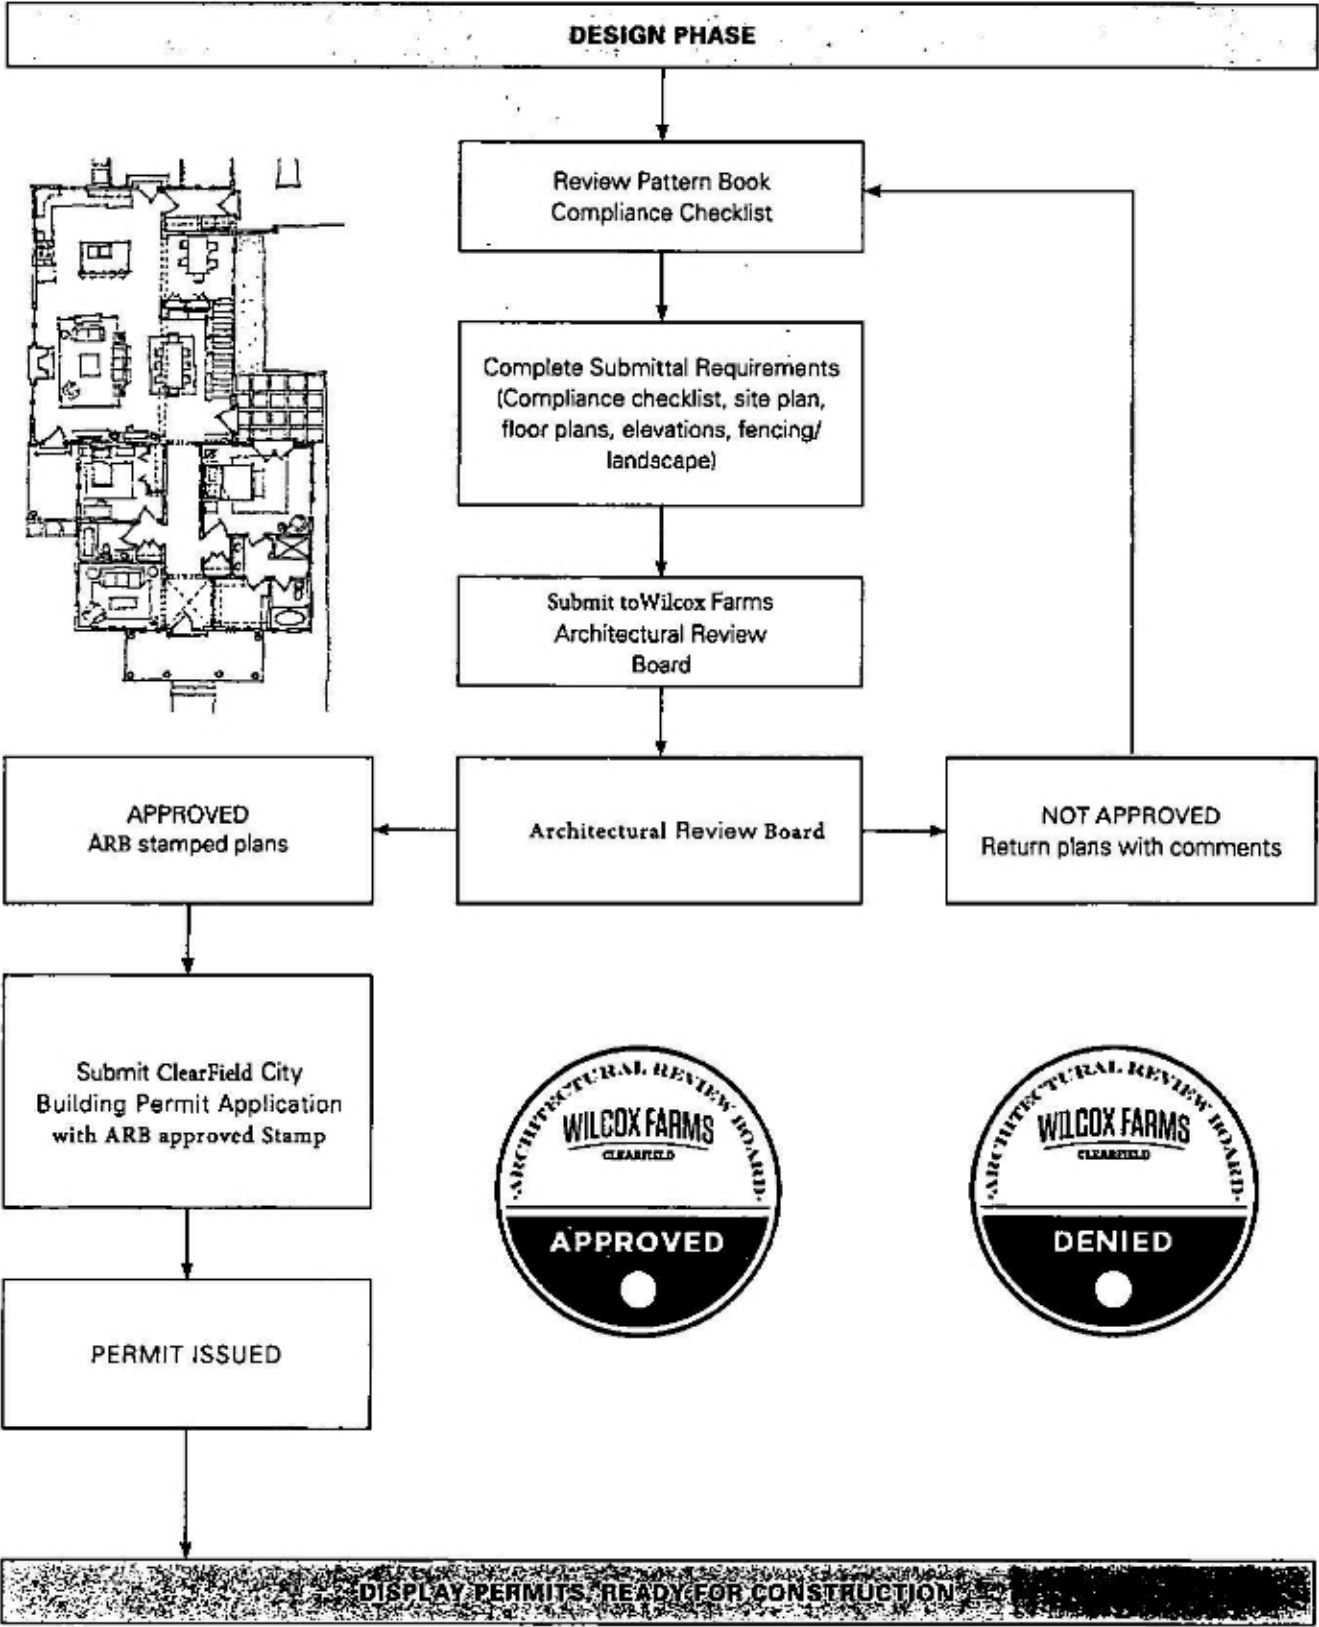 DESIGN PHASE
Review Pattern Book
Compliance Checklist
Complete Submittal Requirements
(Compliance checklist, site plan,
floor plans, elevations, fencing/
landscape)
Submit toWilcox Farms
Architectural Review
Board
APPROVED
ARB stamped plans
Architectural Review Board
NOT APPROVED
Return plans with comments
Submit ClearField City
Building Permit Application
with ARB approved Stamp
·ARCHITECTURAL REVIEW BOARD·
WILCOX FARMS
CLEARFIELD
APPROVED
·ARCHITECTURAL REVIEW BOARD·
WILCOX FARMS
CLEARFIELD
DENIED
PERMIT ISSUED
DISPLAY PERMITS, READY FOR CONSTRUCTION